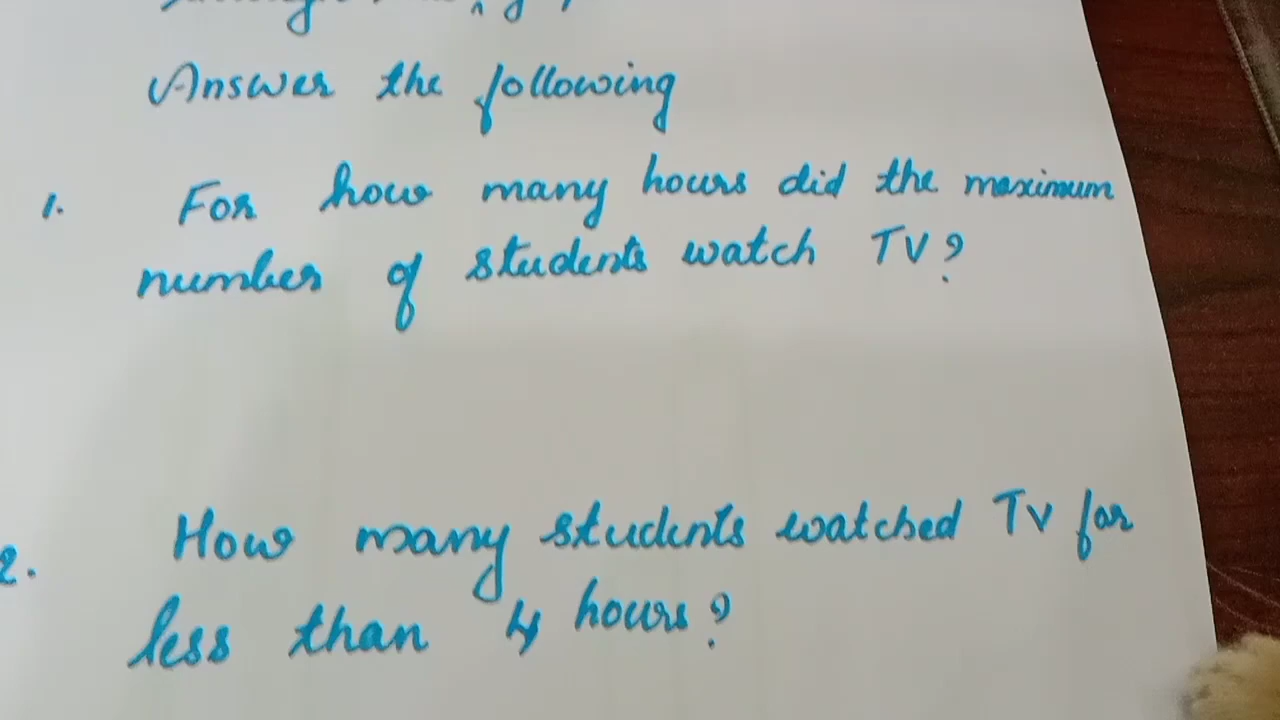 Answer the following
1. For how many hours did the maximum
number of students watch TV?
2. How many students watched TV for
less than 4 hours?